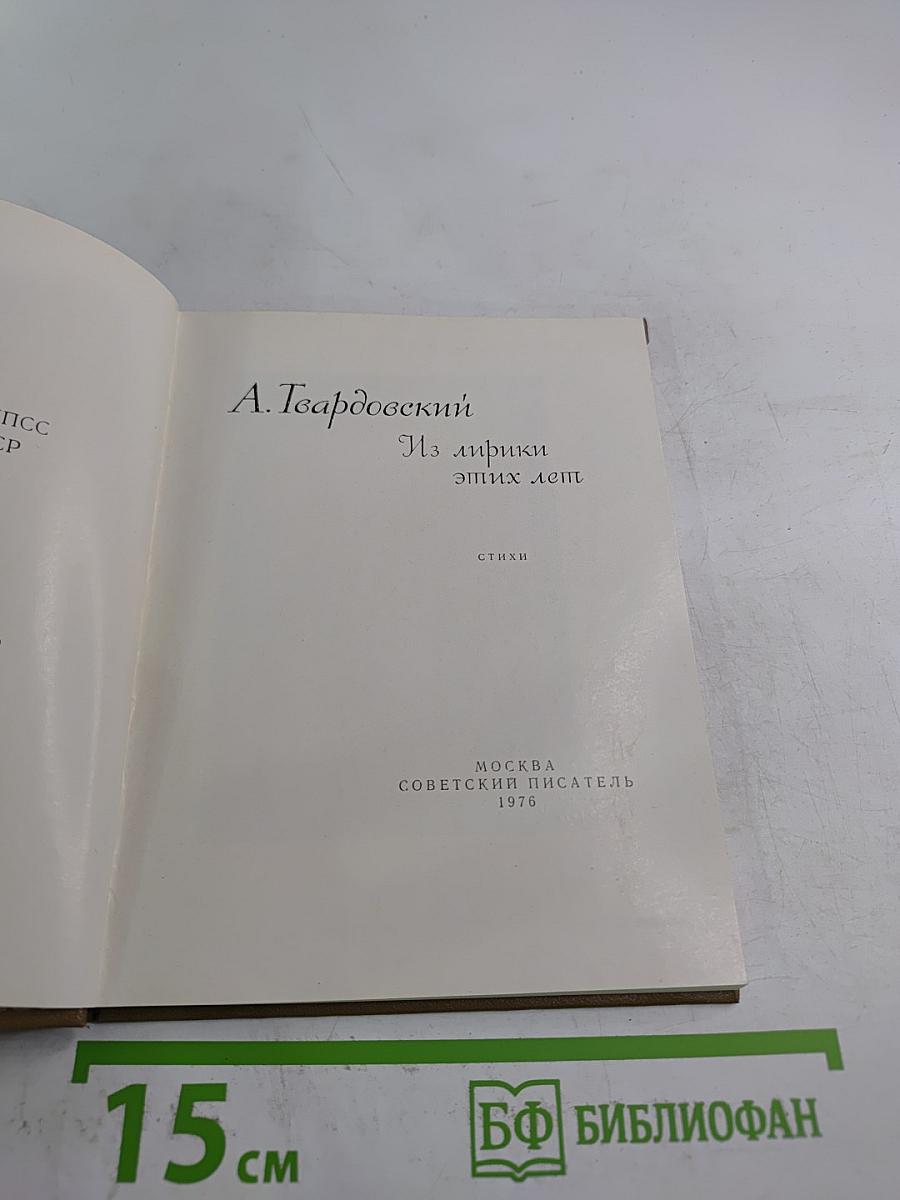 ПСС
СР
А. Твардовский
Из лирики
этих лет
СТИХИ
МОСКВА
СОВЕТСКИЙ ПИСАТЕЛЬ
1976
15 см
БФ БИБЛИОФАН